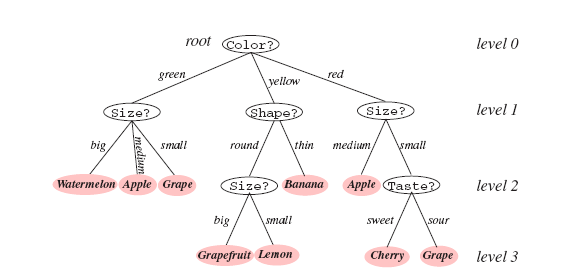 root Color? level 0
green yellow red
Size? Shape? Size? level 1
big medium small round thin medium small
Watermelon Apple Grape Size? Banana Apple Taste? level 2
big small sweet sour
Grapefruit Lemon Cherry Grape level 3